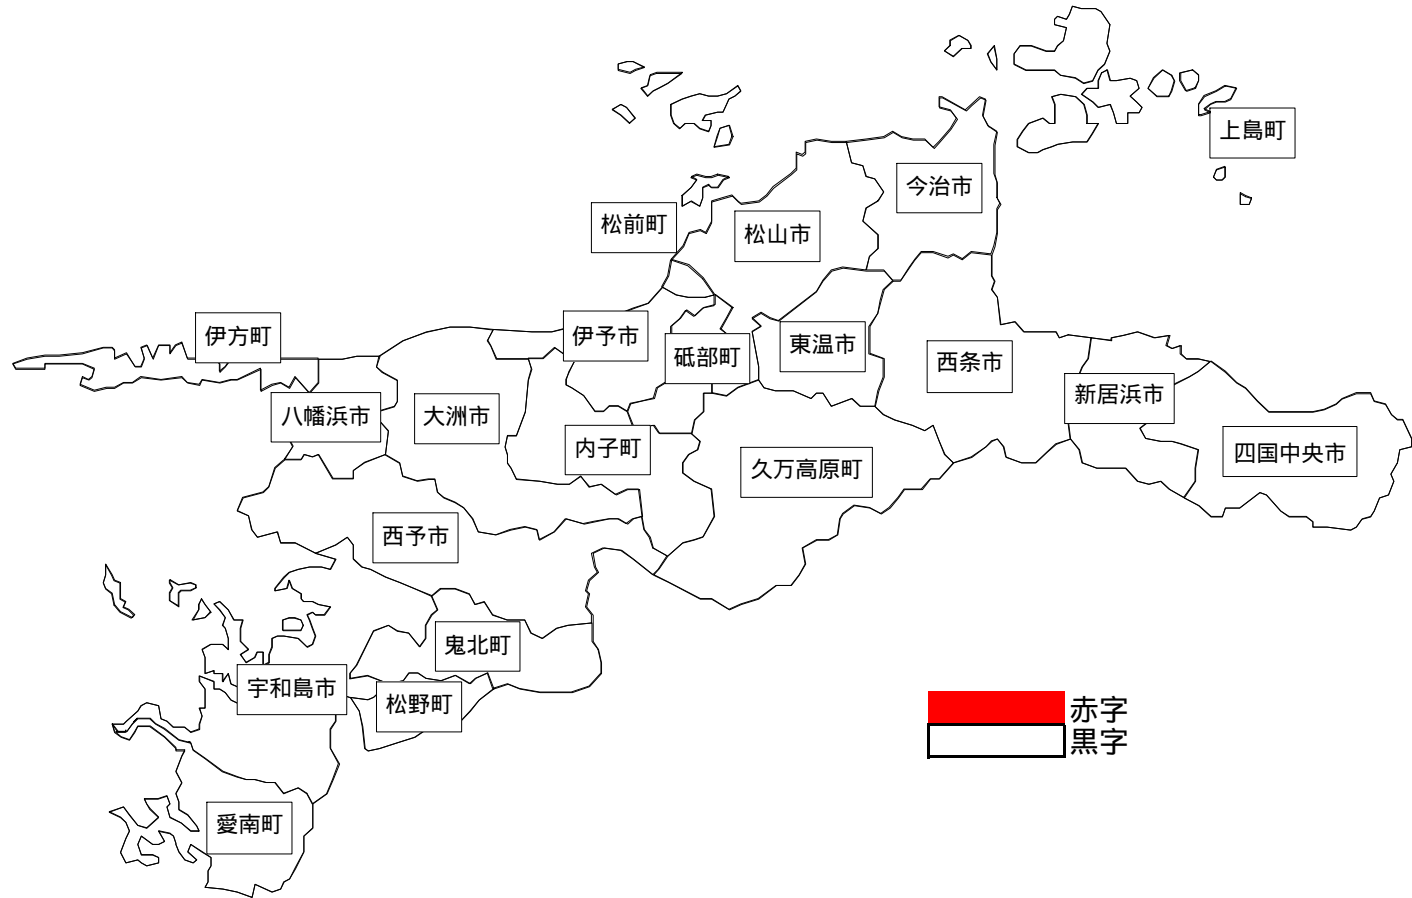 上島町
今治市
松前町
松山市
伊方町
伊予市
東温市
砥部町
西条市
新居浜市
八幡浜市
大洲市
内子町
四国中央市
久万高原町
西予市
鬼北町
宇和島市
松野町
赤字
黒字
愛南町